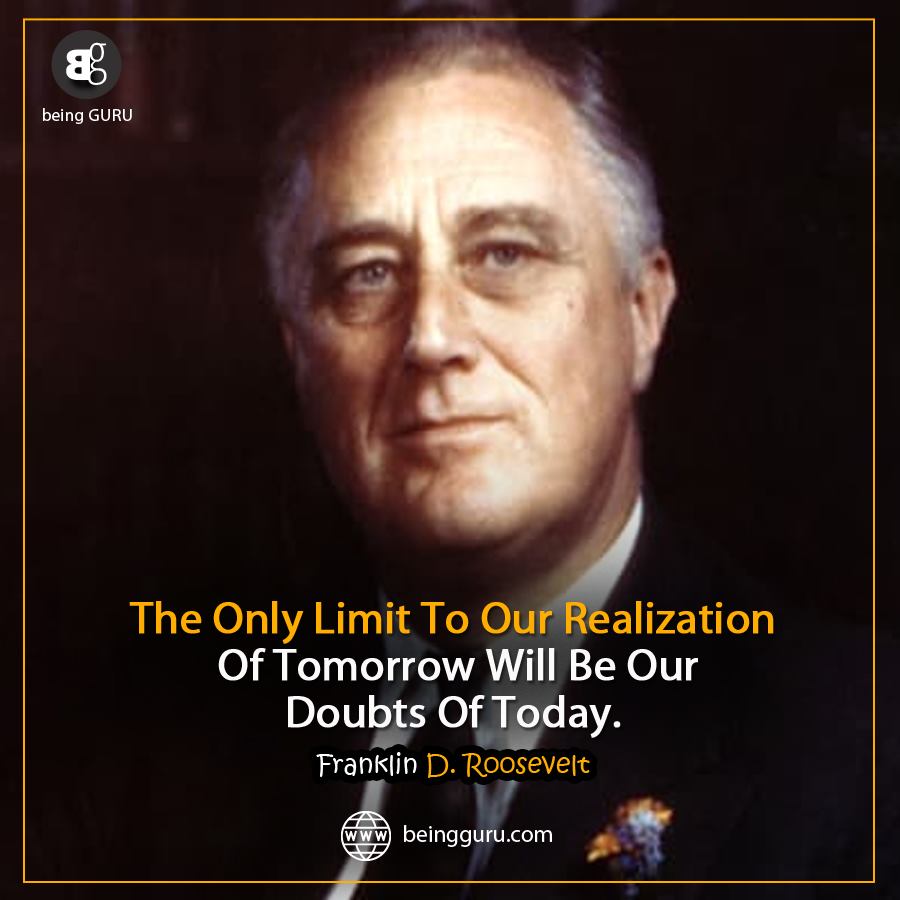 being GURU
The Only Limit To Our Realization
Of Tomorrow Will Be Our
Doubts Of Today.
Franklin D. Roosevelt
www beingguru.com